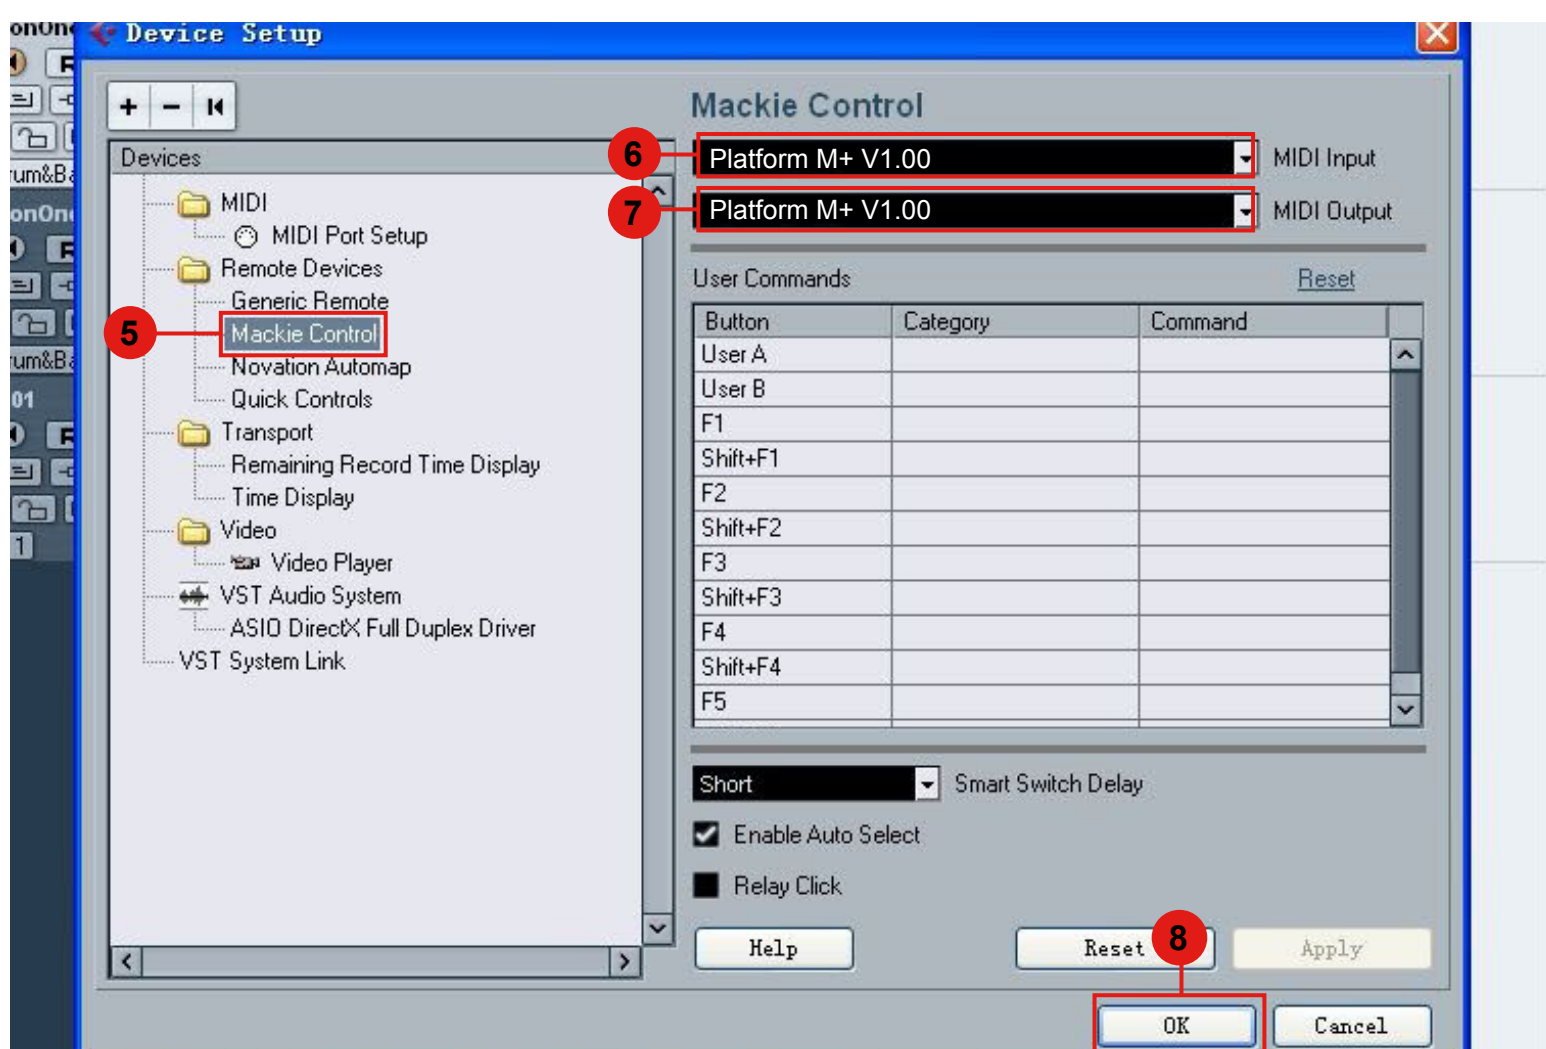 Device Setup
+ - I◀
Mackie Control
Devices
6
Platform M+ V1.00
MIDI Input
7
Platform M+ V1.00
MIDI Output
MIDI
MIDI Port Setup
Remote Devices
Generic Remote
5
Mackie Control
Novation Automap
Quick Controls
Transport
Remaining Record Time Display
Time Display
Video
Video Player
VST Audio System
ASIO DirectX Full Duplex Driver
VST System Link
User Commands
Reset
Button Category Command
User A
User B
F1
Shift+F1
F2
Shift+F2
F3
Shift+F3
F4
Shift+F4
F5
Short
Smart Switch Delay
Enable Auto Select
Relay Click
Help
Reset
8
Apply
OK
Cancel
01
1